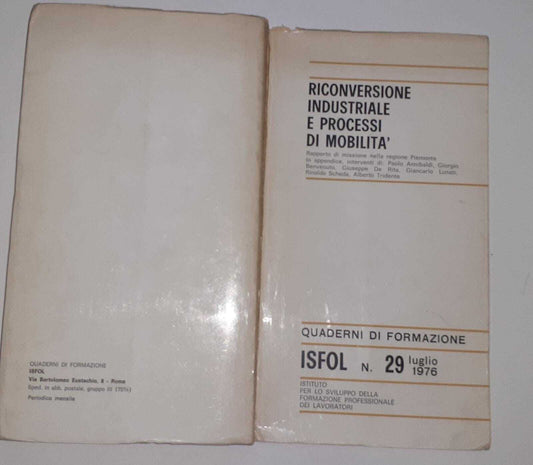 QUADERNI DI FORMAZIONE
ISFOL
Via Bartolomeo Eustachio, 8 - Roma
Sped. in abb. postale, gruppo III (70%)
Periodico mensile
RICONVERSIONE
INDUSTRIALE
E PROCESSI
DI MOBILITA'
Rapporto di missione nella regione Piemonte
In appendice, interventi di: Paolo Annibaldi, Giorgio
Benvenuto, Giuseppe De Rita, Giancarlo Lunati,
Rinaldo Scheda, Alberto Tridente
QUADERNI DI FORMAZIONE
ISFOL N. 29 luglio
1976
ISTITUTO
PER LO SVILUPPO DELLA
FORMAZIONE PROFESSIONALE
DEI LAVORATORI